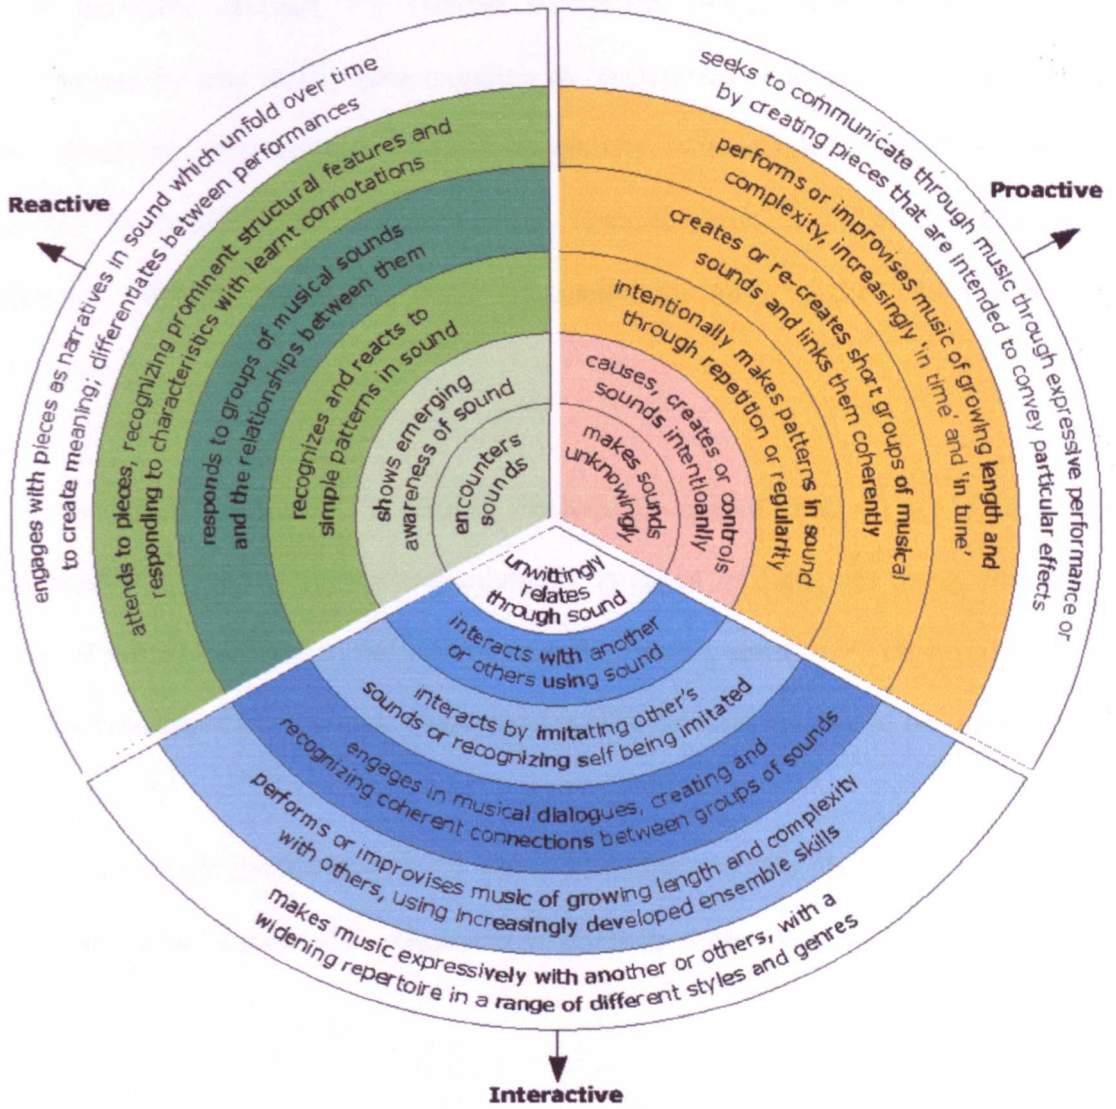 Reactive
engages with pieces as narratives in sound which unfold over time
to create meaning; differentiates between performances
attends to pieces, recognizing prominent structural features and
responding to characteristics with learnt connotations
responds to groups of musical sounds
and the relationships between them
recognizes and reacts to
simple patterns in sound
shows emerging
awareness of sound
encounters
sounds
Proactive
seeks to communicate through music through expressive performance or
by creating pieces that are intended to convey particular effects
performs or improvises music of growing length and
complexity, increasingly 'in time' and 'in tune'
creates or re-creates short groups of musical
sounds and links them coherently
intentionally makes patterns in sound
through repetition or regularity
causes, creates or controls
sounds intentionally
makes sounds
unknowingly
unwittingly
relates
through sound
interacts with another
or others using sound
interacts by imitating other's
sounds or recognizing self being imitated
engages in musical dialogues, creating and
recognizing coherent connections between groups of sounds
performs or improvises music of growing length and complexity
with others, using increasingly developed ensemble skills
makes music expressively with another or others, with a
widening repertoire in a range of different styles and genres
Interactive